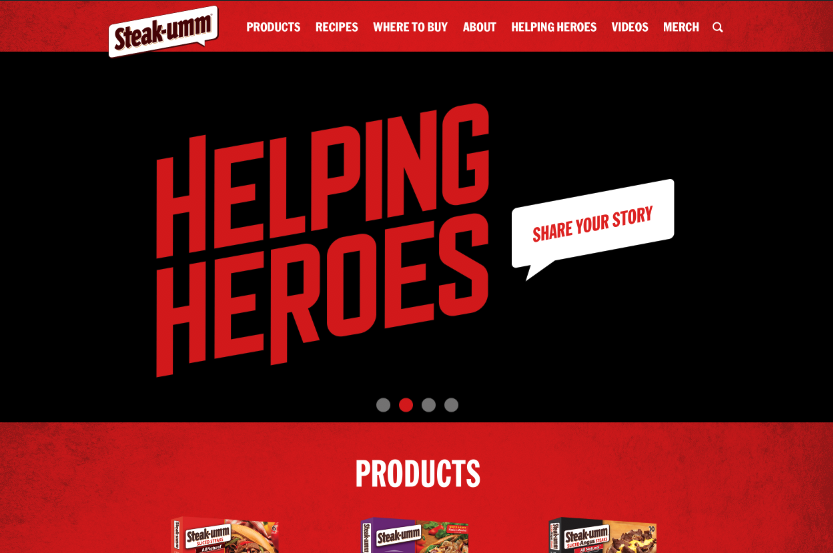 Steak-umm
PRODUCTS RECIPES WHERE TO BUY ABOUT HELPING HEROES VIDEOS MERCH
HELPING
HEROES
SHARE YOUR STORY
PRODUCTS
Steak-umm Steak-umm Steak-umm